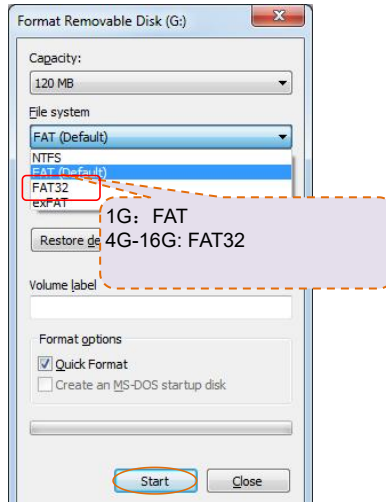 Format Removable Disk (G:)
Capacity:
120 MB
File system
FAT (Default)
NTFS
FAT (Default)
FAT32
exFAT
1G: FAT
4G-16G: FAT32
Restore de
Volume label
Format options
Quick Format
Create an MS-DOS startup disk
Start
Close